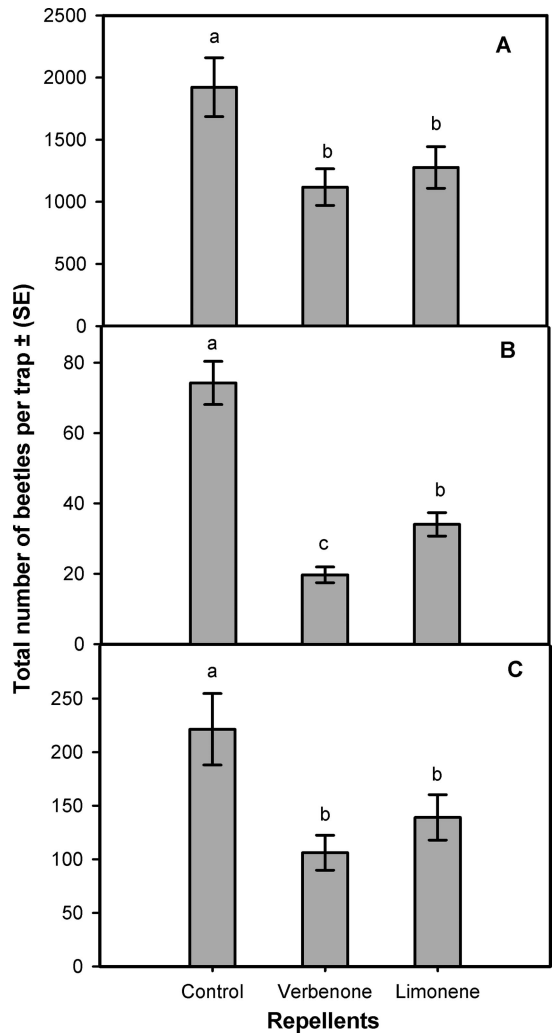 Total number of beetles per trap ± (SE)
2500
2000
1500
1000
500
0
A
a
b
b
80
60
40
20
0
B
a
c
b
250
200
150
100
50
0
C
a
b
b
Control Verbenone Limonene
Repellents